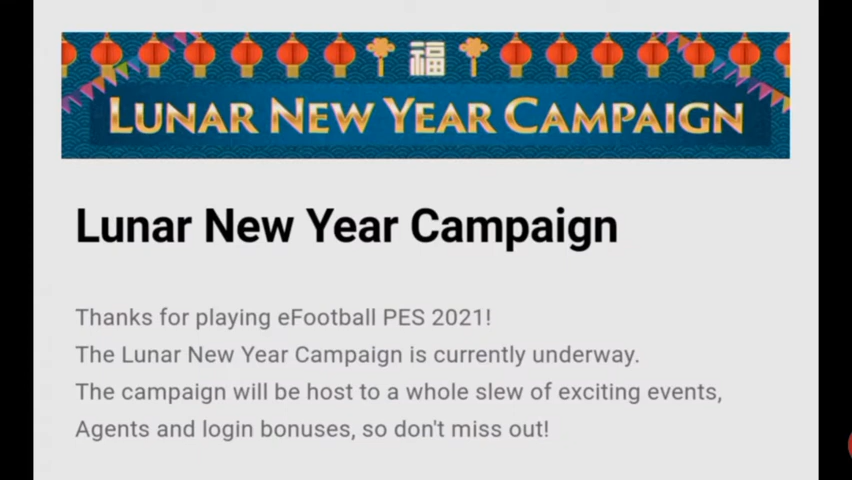 福
LUNAR NEW YEAR CAMPAIGN
Lunar New Year Campaign
Thanks for playing eFootball PES 2021!
The Lunar New Year Campaign is currently underway.
The campaign will be host to a whole slew of exciting events,
Agents and login bonuses, so don't miss out!